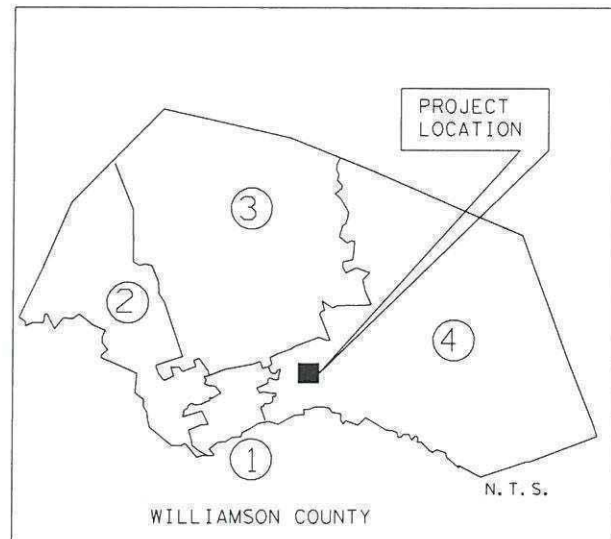 PROJECT
LOCATION
3
2
4
1
N.T.S.
WILLIAMSON COUNTY